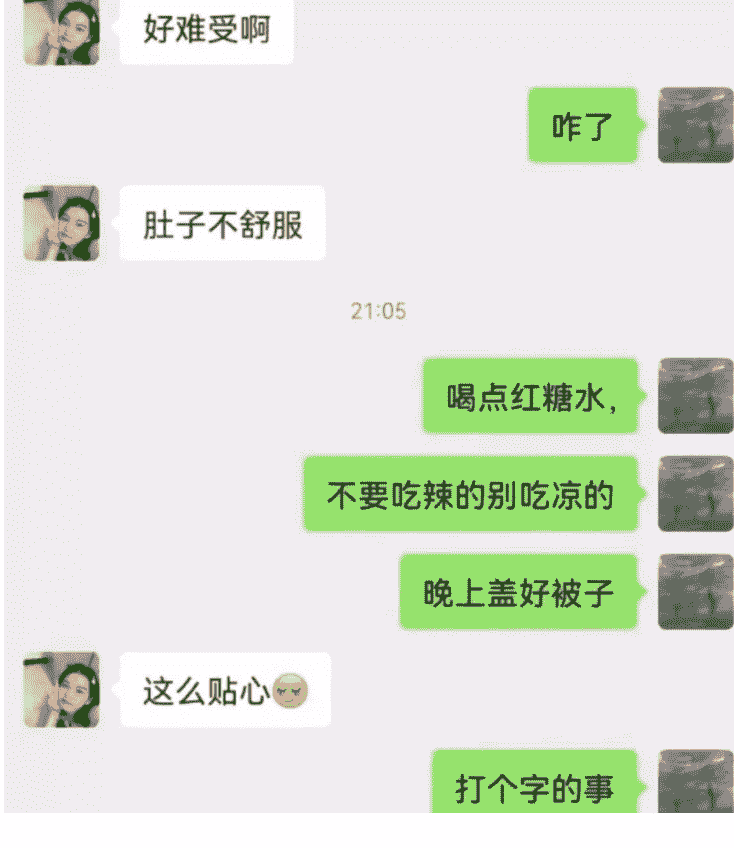 好难受啊
咋了
肚子不舒服
21:05
喝点红糖水,
不要吃辣的别吃凉的
晚上盖好被子
这么贴心
打个字的事